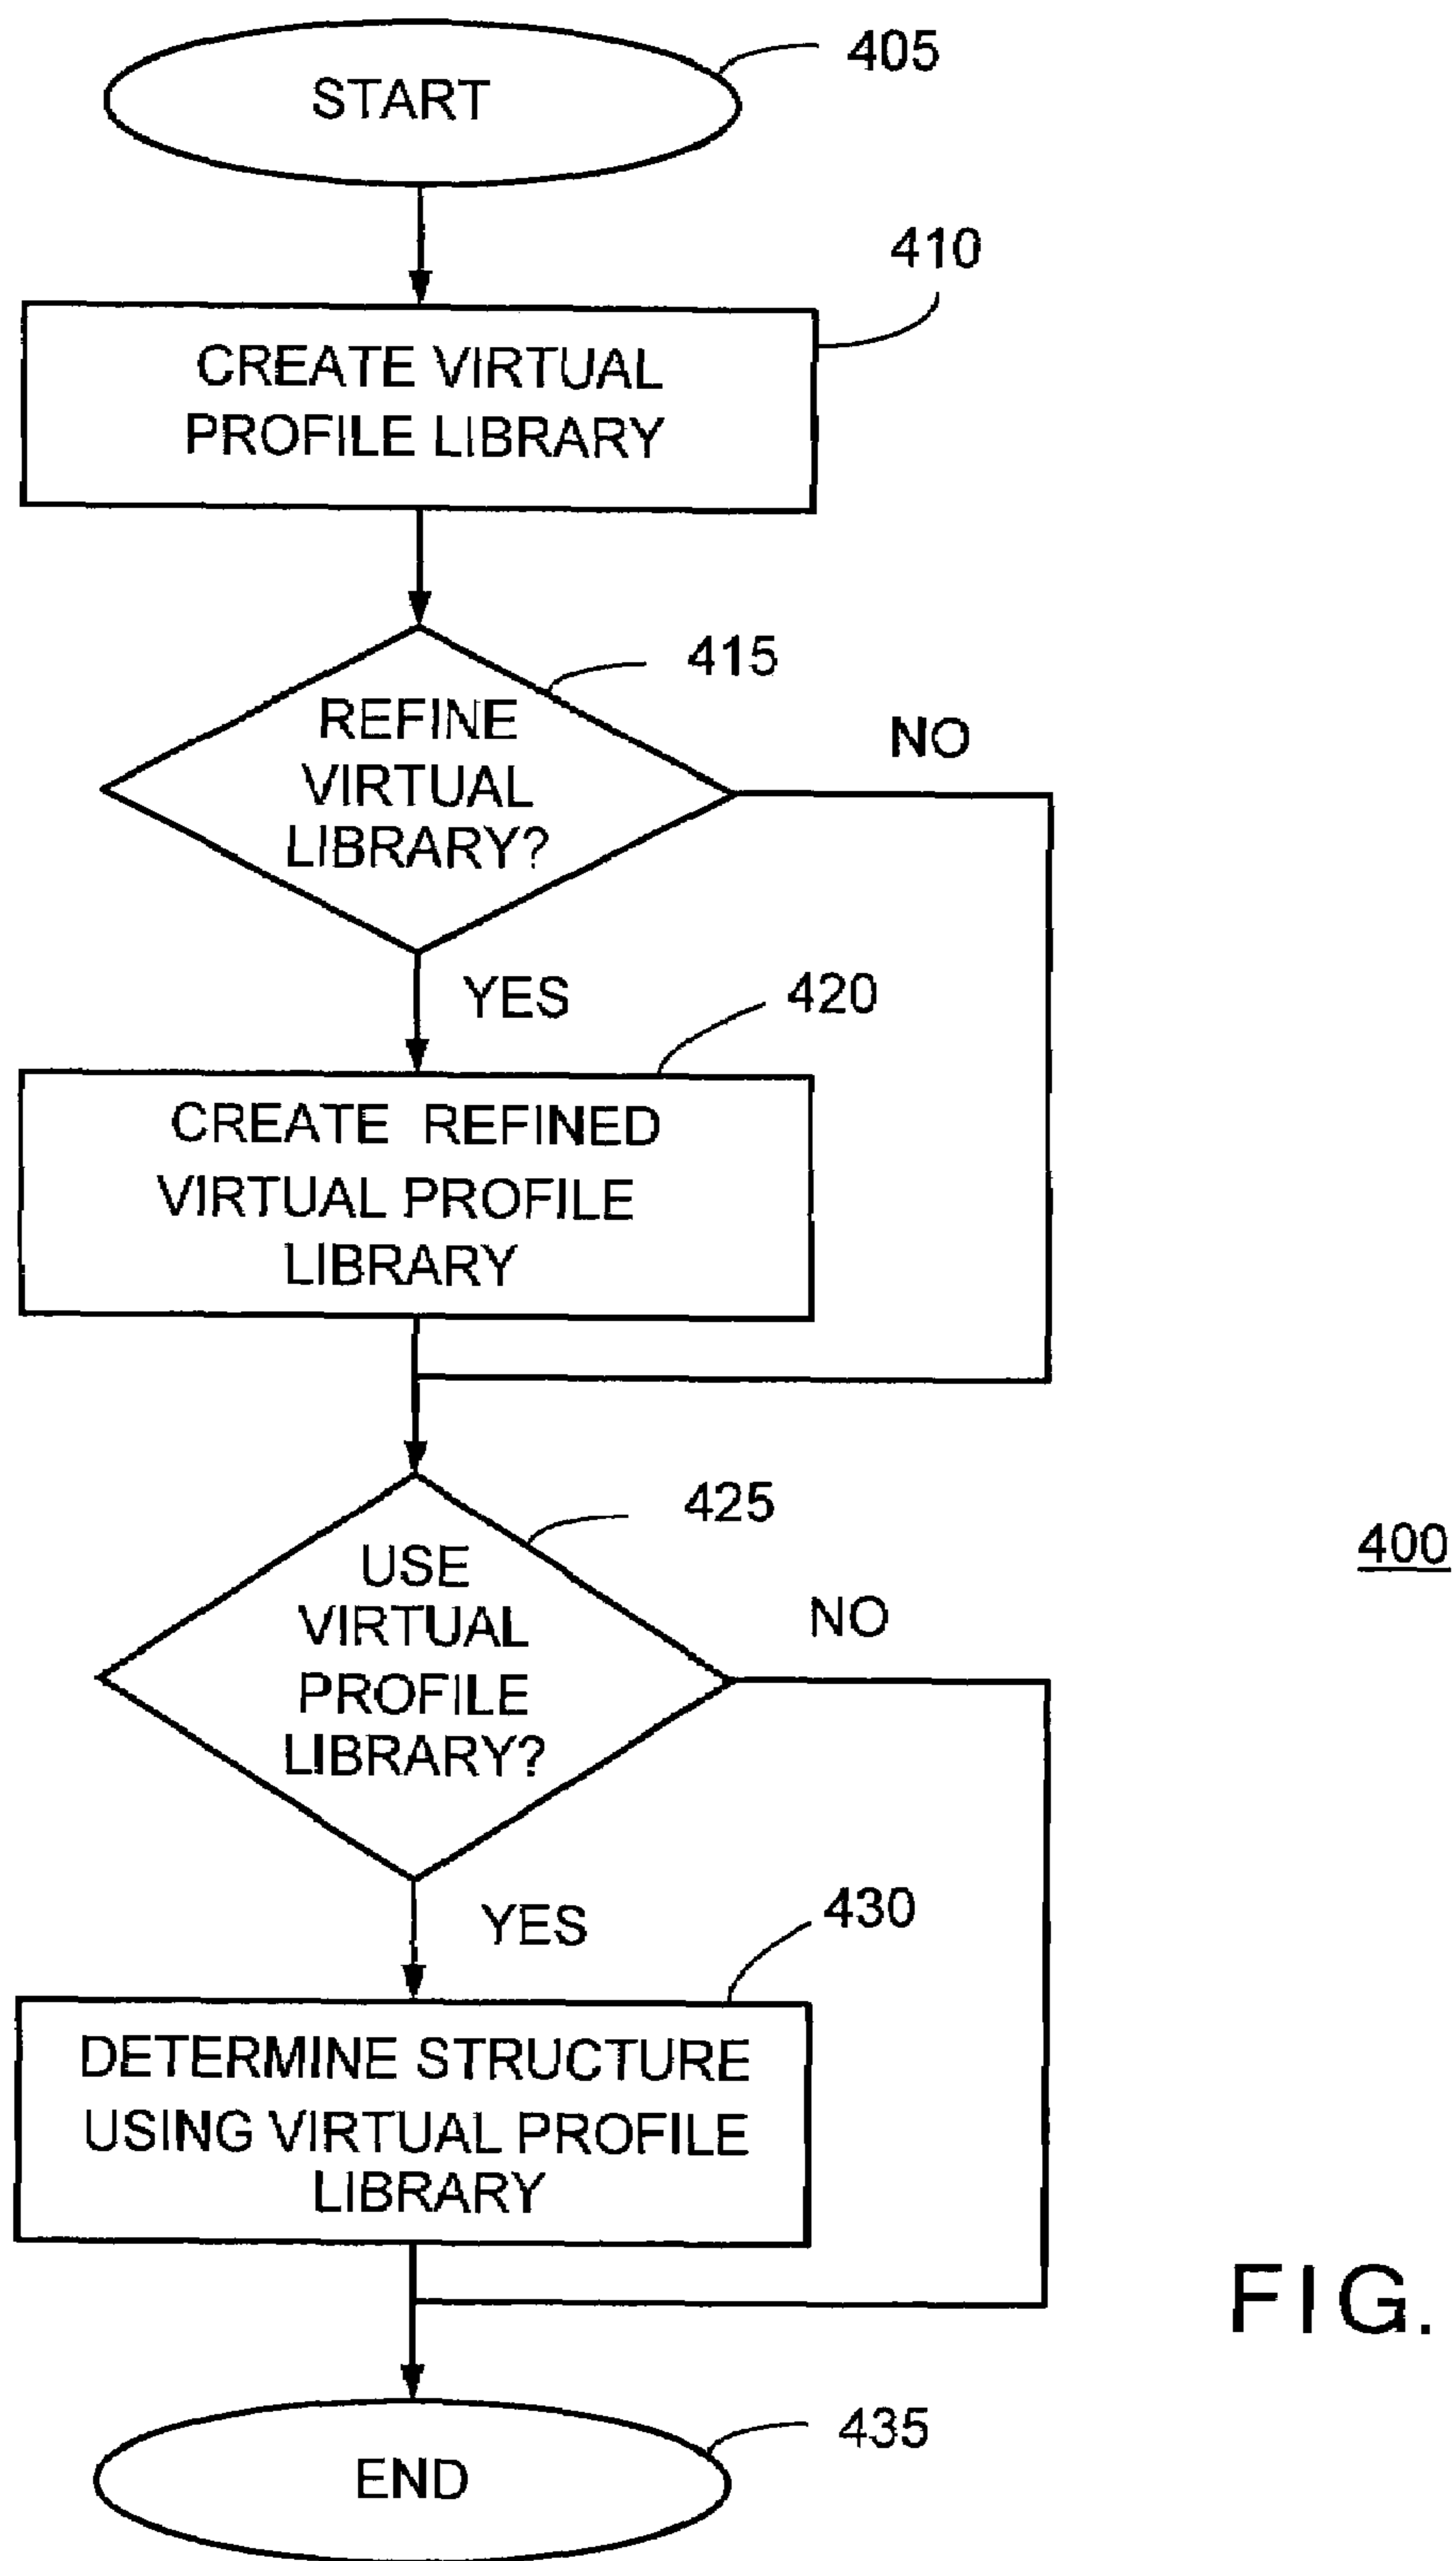 START
405
410
CREATE VIRTUAL
PROFILE LIBRARY
415
REFINE
VIRTUAL
LIBRARY?
NO
YES
420
CREATE REFINED
VIRTUAL PROFILE
LIBRARY
425
USE
VIRTUAL
PROFILE
LIBRARY?
NO
400
YES
430
DETERMINE STRUCTURE
USING VIRTUAL PROFILE
LIBRARY
FIG.
435
END